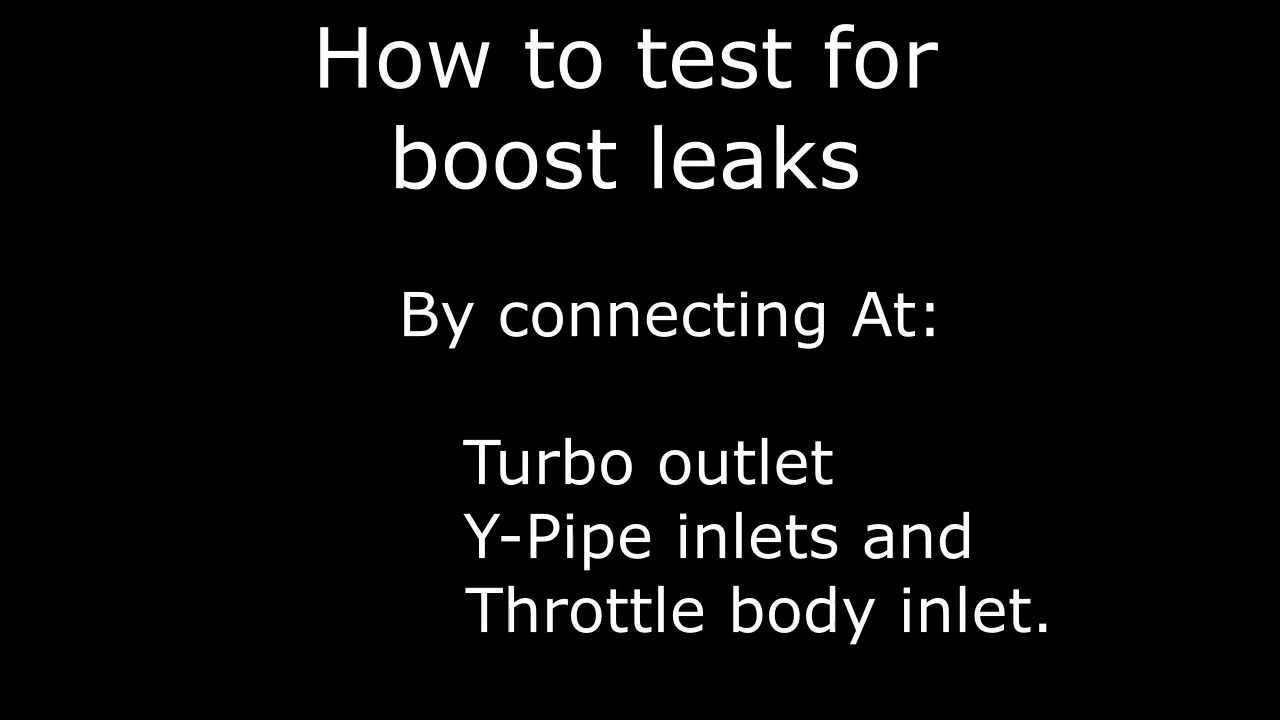 How to test for
boost leaks
By connecting At:
Turbo outlet
Y-Pipe inlets and
Throttle body inlet.